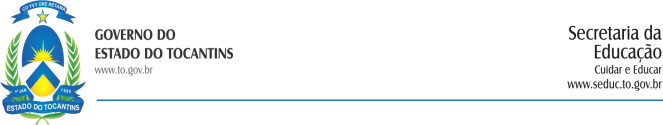 CO YVY ORE RETAMA
GOVERNO DO
ESTADO DO TOCANTINS
www.to.gov.br
1º JAN 1989
ESTADO DO TOCANTINS
Secretaria da
Educação
Cuidar e Educar
www.seduc.to.gov.br